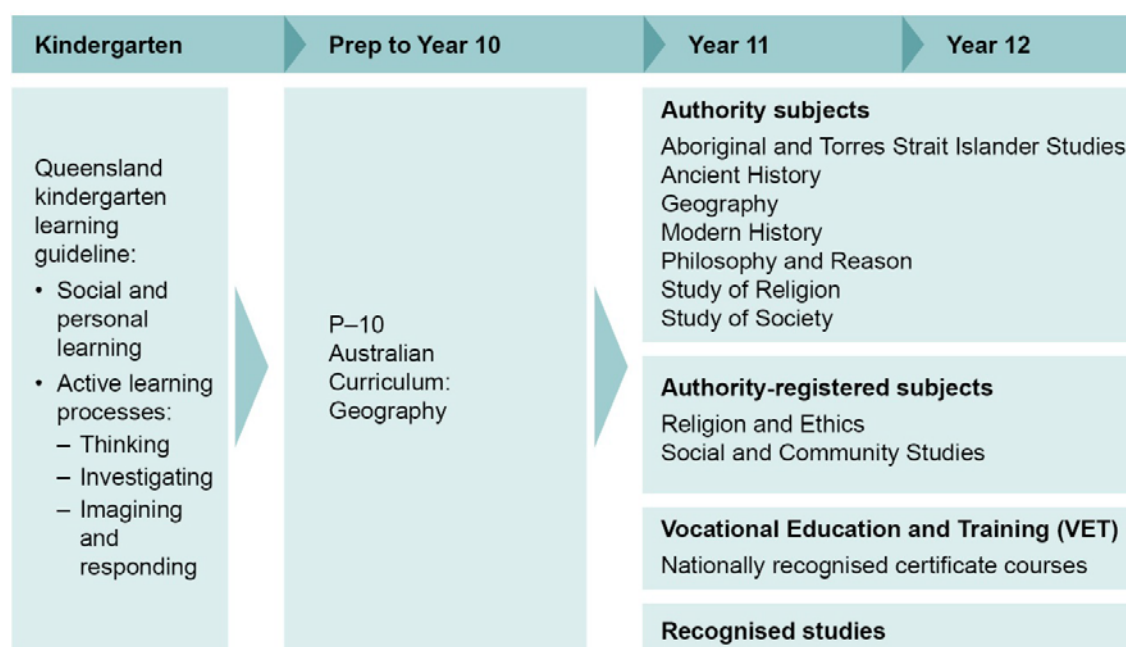 Kindergarten
Prep to Year 10
Year 11
Year 12
Queensland
kindergarten
learning
guideline:
• Social and
personal
learning
• Active learning
processes:
– Thinking
– Investigating
– Imagining
and
responding
P–10
Australian
Curriculum:
Geography
Authority subjects
Aboriginal and Torres Strait Islander Studies
Ancient History
Geography
Modern History
Philosophy and Reason
Study of Religion
Study of Society
Authority-registered subjects
Religion and Ethics
Social and Community Studies
Vocational Education and Training (VET)
Nationally recognised certificate courses
Recognised studies